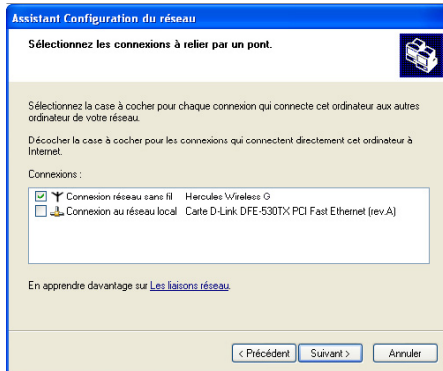 Assistant Configuration du réseau
Sélectionnez les connexions à relier par un pont.
Sélectionnez la case à cocher pour chaque connexion qui connecte cet ordinateur aux autres
ordinateur de votre réseau.
Décocher la case à cocher pour les connexions qui connectent directement cet ordinateur à
Internet.
Connexions :
Connexion réseau sans fil Hercules Wireless G
Connexion au réseau local Carte D-Link DFE-530TX PCI Fast Ethernet (rev.A)
En apprendre davantage sur Les liaisons réseau.
< Précédent Suivant > Annuler